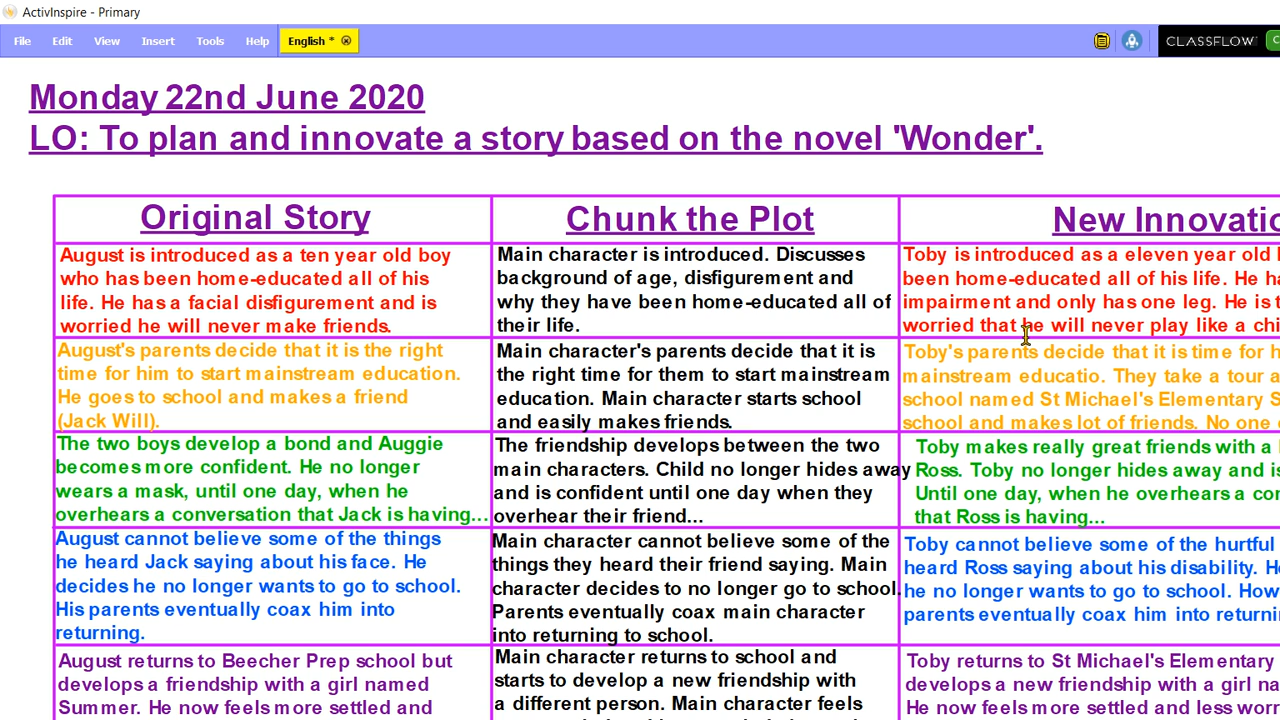 ActivInspire - Primary
File Edit View Insert Tools Help English * CLASSFLOW
Monday 22nd June 2020
LO: To plan and innovate a story based on the novel 'Wonder'.
Original Story
Chunk the Plot
New Innovatio
August is introduced as a ten year old boy
who has been home-educated all of his
life. He has a facial disfigurement and is
worried he will never make friends.
Main character is introduced. Discusses
background of age, disfigurement and
why they have been home-educated all of
their life.
Toby is introduced as a eleven year old
been home-educated all of his life. He ha
impairment and only has one leg. He is t
worried that he will never play like a chi
August's parents decide that it is the right
time for him to start mainstream education.
He goes to school and makes a friend
(Jack Will).
Main character's parents decide that it is
the right time for them to start mainstream
education. Main character starts school
and easily makes friends.
Toby's parents decide that it is time for h
mainstream educatio. They take a tour a
school named St Michael's Elementary S
school and makes lot of friends. No one
The two boys develop a bond and Auggie
becomes more confident. He no longer
wears a mask, until one day, when he
overhears a conversation that Jack is having...
The friendship develops between the two
main characters. Child no longer hides away
and is confident until one day when they
overhear their friend...
Toby makes really great friends with a
Ross. Toby no longer hides away and is
Until one day, when he overhears a con
that Ross is having...
August cannot believe some of the things
he heard Jack saying about his face. He
decides he no longer wants to go to school.
His parents eventually coax him into
returning.
Main character cannot believe some of the
things they heard their friend saying. Main
character decides to no longer go to school.
Parents eventually coax main character
into returning to school.
Toby cannot believe some of the hurtful
heard Ross saying about his disability. He
he no longer wants to go to school. How
parents eventually coax him into returni
August returns to Beecher Prep school but
develops a friendship with a girl named
Summer. He now feels more settled and
Main character returns to school and
starts to develop a new friendship with
a different person. Main character feels
Toby returns to St Michael's Elementary
develops a new friendship with a girl na
He now feels more settled and less worr